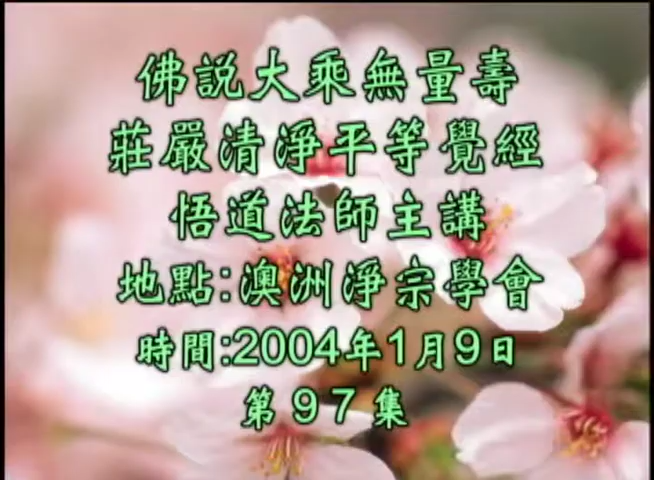 佛說大乘無量壽
莊嚴清淨平等覺經
悟道法師主講
地點:澳洲淨宗學會
時間:2004年1月9日
第97集